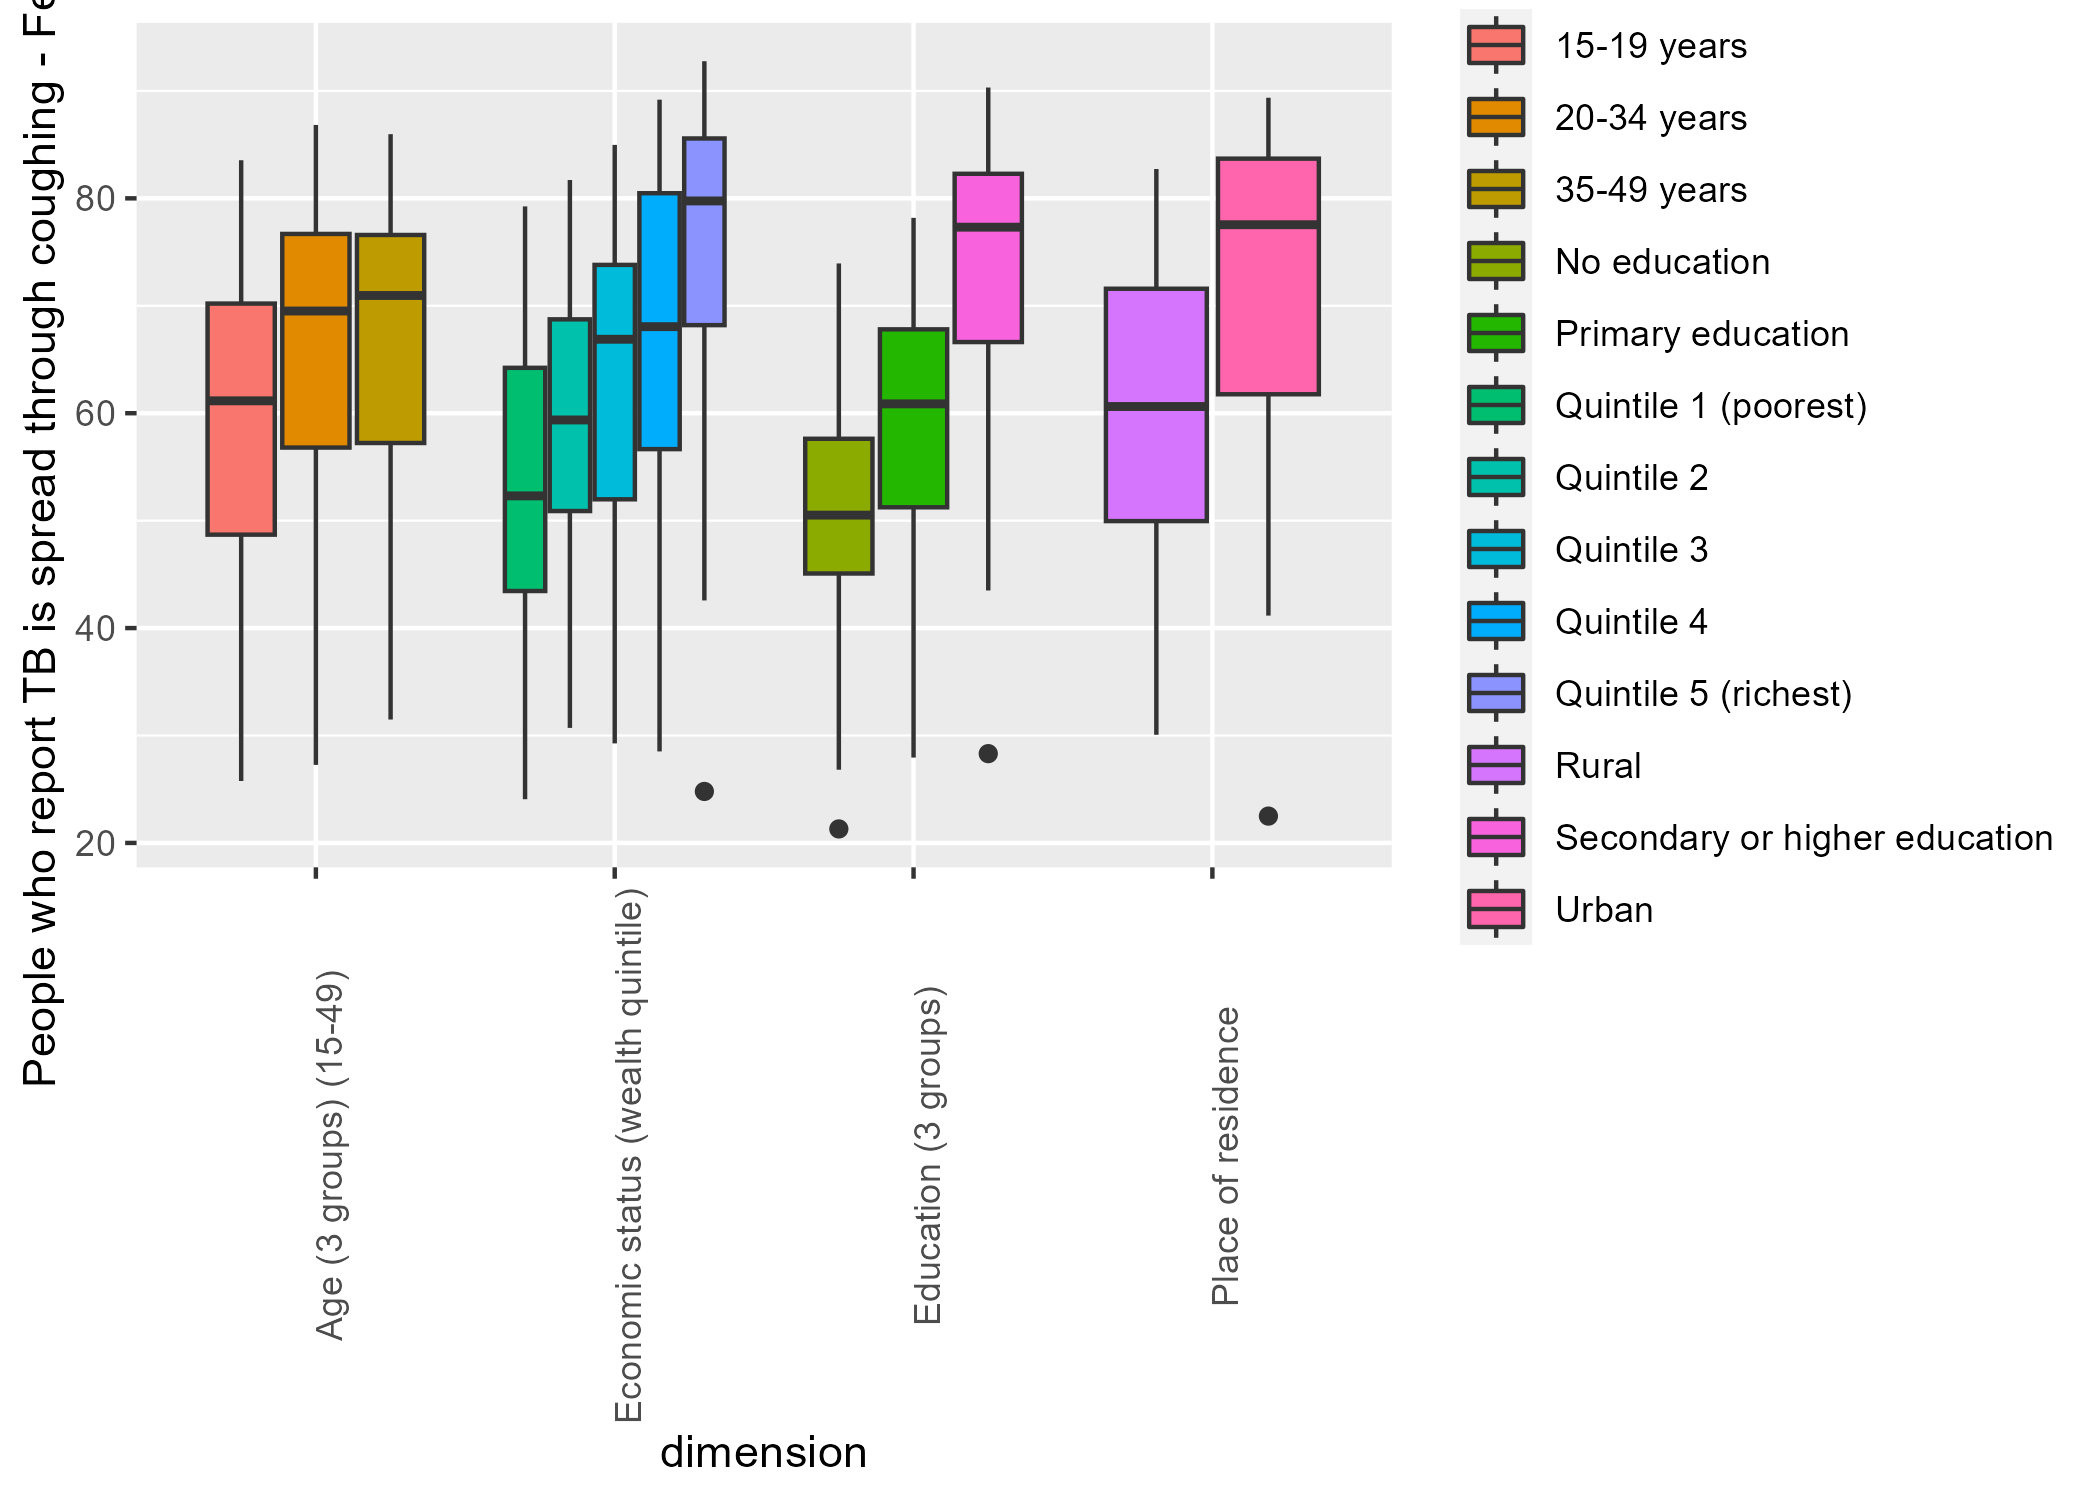 People who report TB is spread through coughing - Fe
80
60
40
20
Age (3 groups) (15-49)
Economic status (wealth quintile)
Education (3 groups)
Place of residence
dimension
15-19 years
20-34 years
35-49 years
No education
Primary education
Quintile 1 (poorest)
Quintile 2
Quintile 3
Quintile 4
Quintile 5 (richest)
Rural
Secondary or higher education
Urban